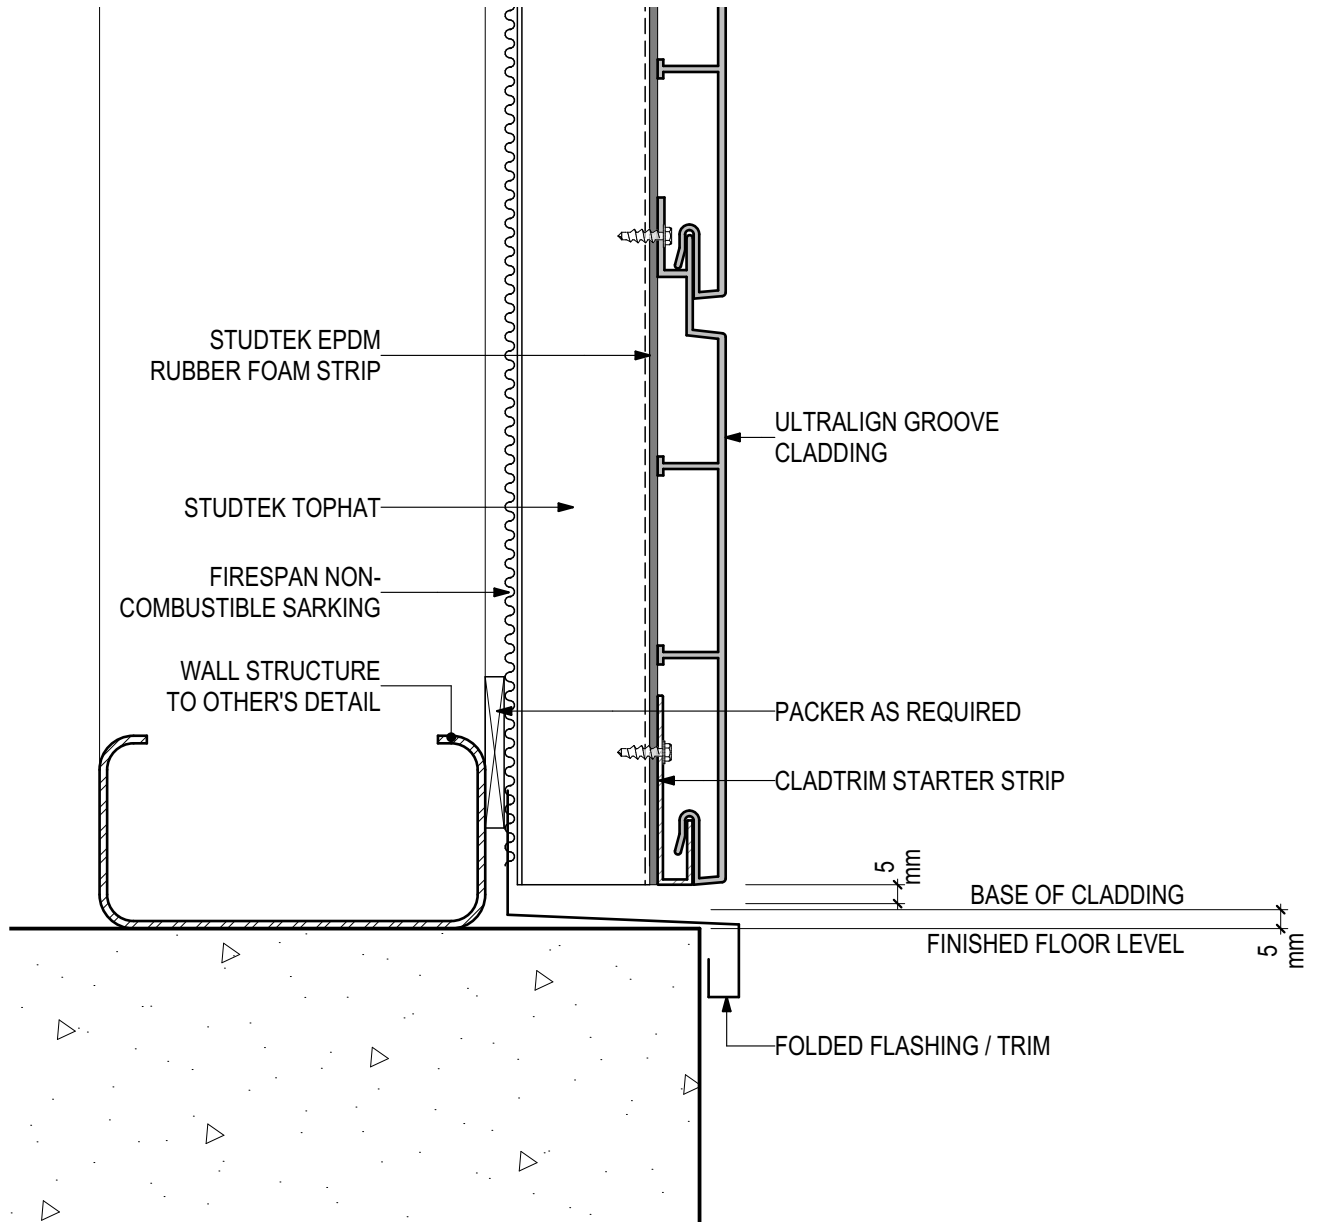 STUDTEK EPDM
RUBBER FOAM STRIP
STUDTEK TOPHAT
FIRESPAN NON-
COMBUSTIBLE SARKING
WALL STRUCTURE
TO OTHER'S DETAIL
ULTRALIGN GROOVE
CLADDING
PACKER AS REQUIRED
CLADTRIM STARTER STRIP
5
mm
BASE OF CLADDING
FINISHED FLOOR LEVEL
5
mm
FOLDED FLASHING / TRIM